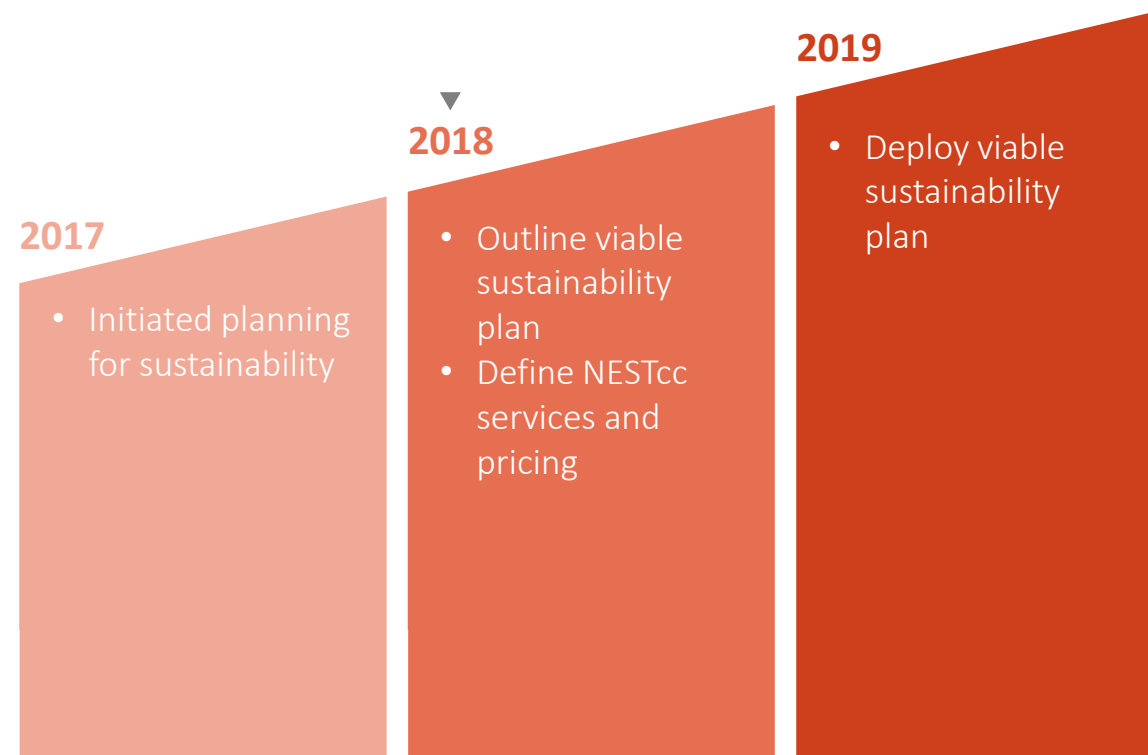 2017
• Initiated planning
for sustainability
2018
• Outline viable
sustainability
plan
• Define NESTcc
services and
pricing
2019
• Deploy viable
sustainability
plan